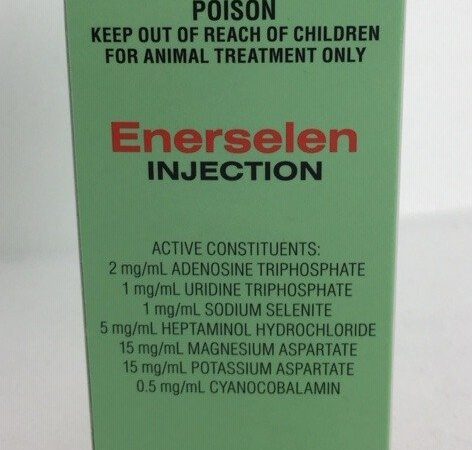 POISON
KEEP OUT OF REACH OF CHILDREN
FOR ANIMAL TREATMENT ONLY
Enerselen
INJECTION
ACTIVE CONSTITUENTS:
2 mg/mL ADENOSINE TRIPHOSPHATE
1 mg/mL URIDINE TRIPHOSPHATE
1 mg/mL SODIUM SELENITE
5 mg/mL HEPTAMINOL HYDROCHLORIDE
15 mg/mL MAGNESIUM ASPARTATE
15 mg/mL POTASSIUM ASPARTATE
0.5 mg/mL CYANOCOBALAMIN